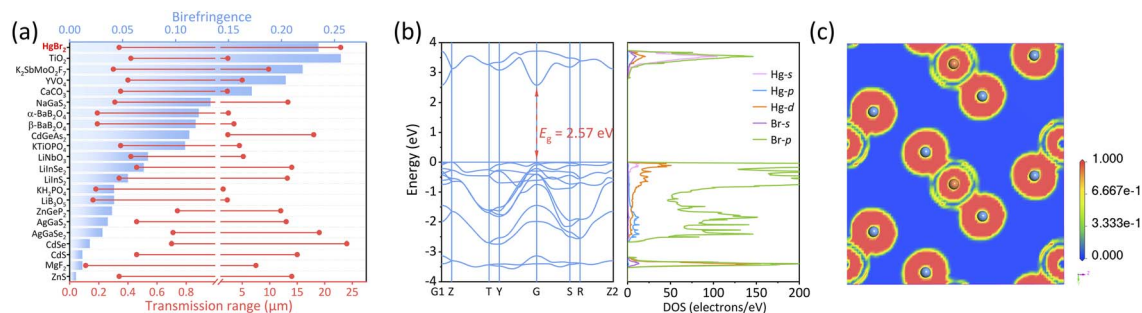 (a)
Birefringence
0.00 0.05 0.10 0.15 0.20 0.25
HgBr₂
TiO₂
K₂SbMoO₂F₇
YVO₄
CaCO₃
NaGaS₂
α-BaB₂O₄
β-BaB₂O₄
CdGeAs₂
KTiOPO₄
LiNbO₃
LiInSe₂
LiInS₂
KH₂PO₄
LiB₃O₅
ZnGeP₂
AgGaS₂
AgGaSe₂
CdSe
CdS
MgF₂
ZnS
0.0 0.2 0.4 0.6 0.8 5 10 15 20 25
Transmission range (μm)
(b)
Energy (eV)
4
3
2
1
0
-1
-2
-3
-4
Eg = 2.57 eV
G1 Z T Y G S R Z2
Hg-s
Hg-p
Hg-d
Br-s
Br-p
0 50 100 150 200
DOS (electrons/eV)
(c)
1.000
6.667e-1
3.3333e-1
0.000